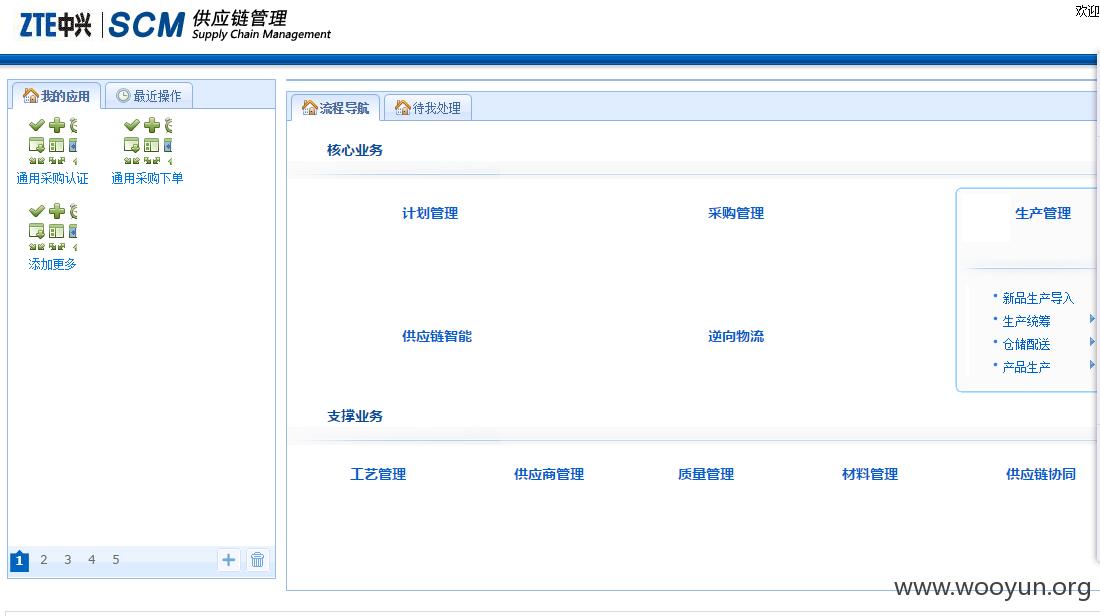 ZTE中兴 SCM 供应链管理
Supply Chain Management
欢迎
我的应用 最近操作
通用采购认证 通用采购下单
添加更多
1 2 3 4 5
流程导航 待我处理
核心业务
计划管理 采购管理 生产管理
新品生产导入
生产统筹
仓储配送
产品生产
供应链智能 逆向物流
支撑业务
工艺管理 供应商管理 质量管理 材料管理 供应链协同
www.wooyun.org